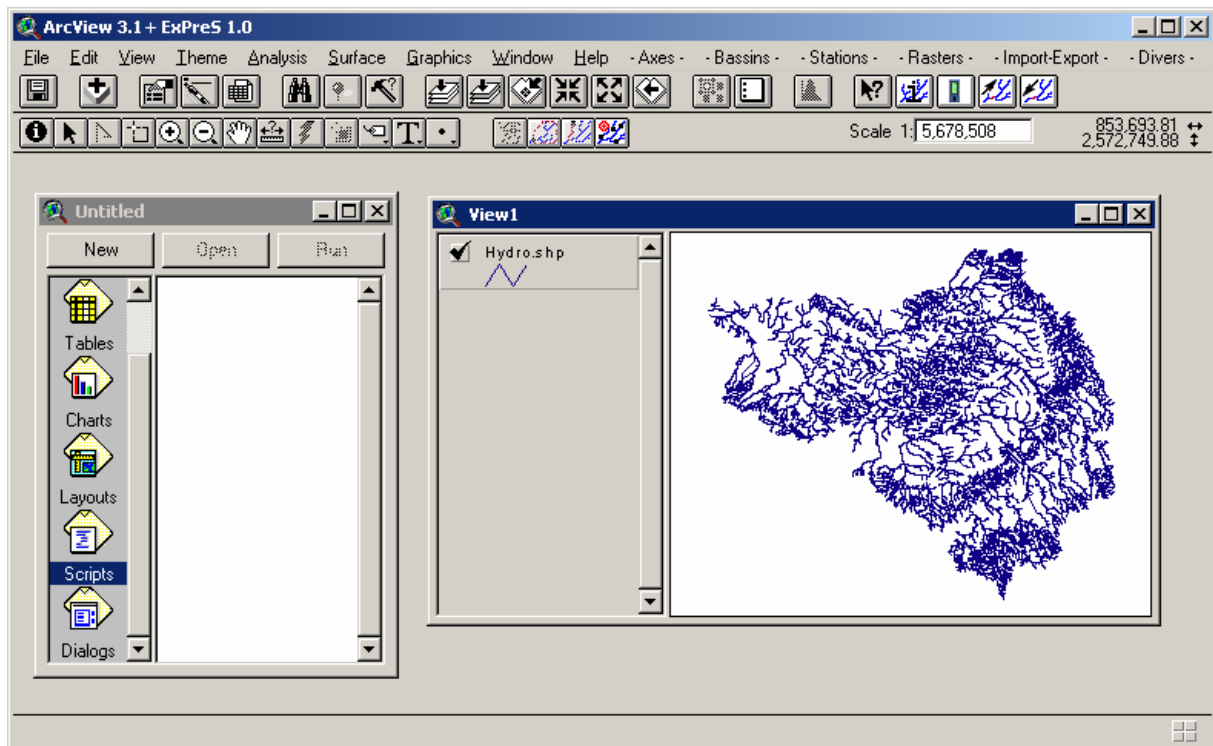 ArcView 3.1 + ExPreS 1.0
File Edit View Theme Analysis Surface Graphics Window Help - Axes - - Bassins - - Stations - - Rasters - - Import-Export - - Divers -
Scale 1: 5,678,508 853,693.81
2,572,749.88
Untitled
New Open Run
Tables
Charts
Layouts
Scripts
Dialogs
View1
Hydro.shp